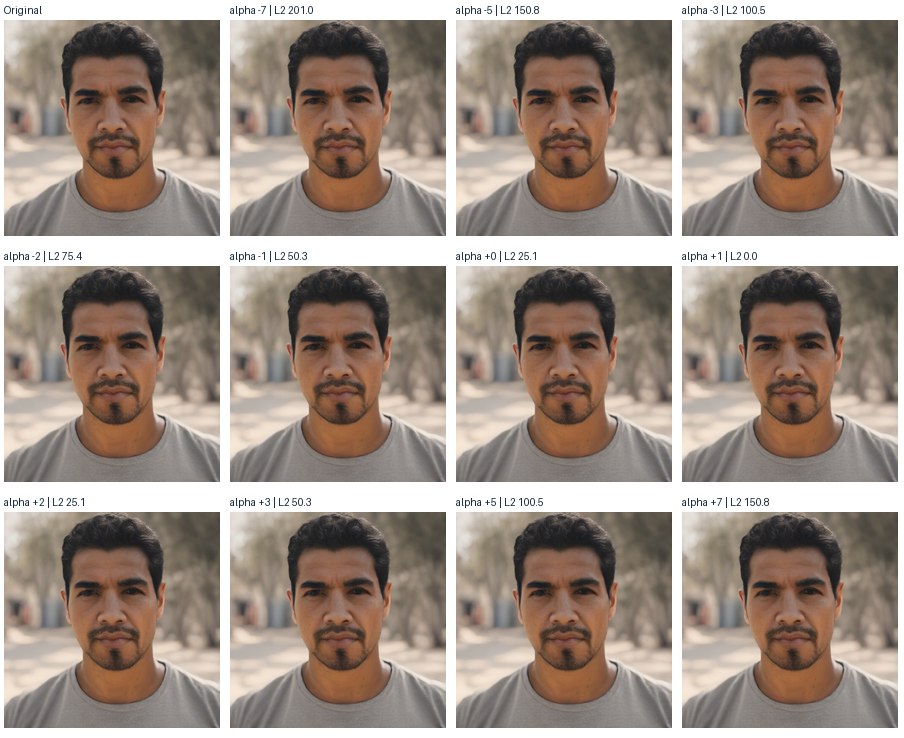 Original
alpha -7 | L2 201.0
alpha -5 | L2 150.8
alpha -3 | L2 100.5
alpha -2 | L2 75.4
alpha -1 | L2 50.3
alpha +0 | L2 25.1
alpha +1 | L2 0.0
alpha +2 | L2 25.1
alpha +3 | L2 50.3
alpha +5 | L2 100.5
alpha +7 | L2 150.8